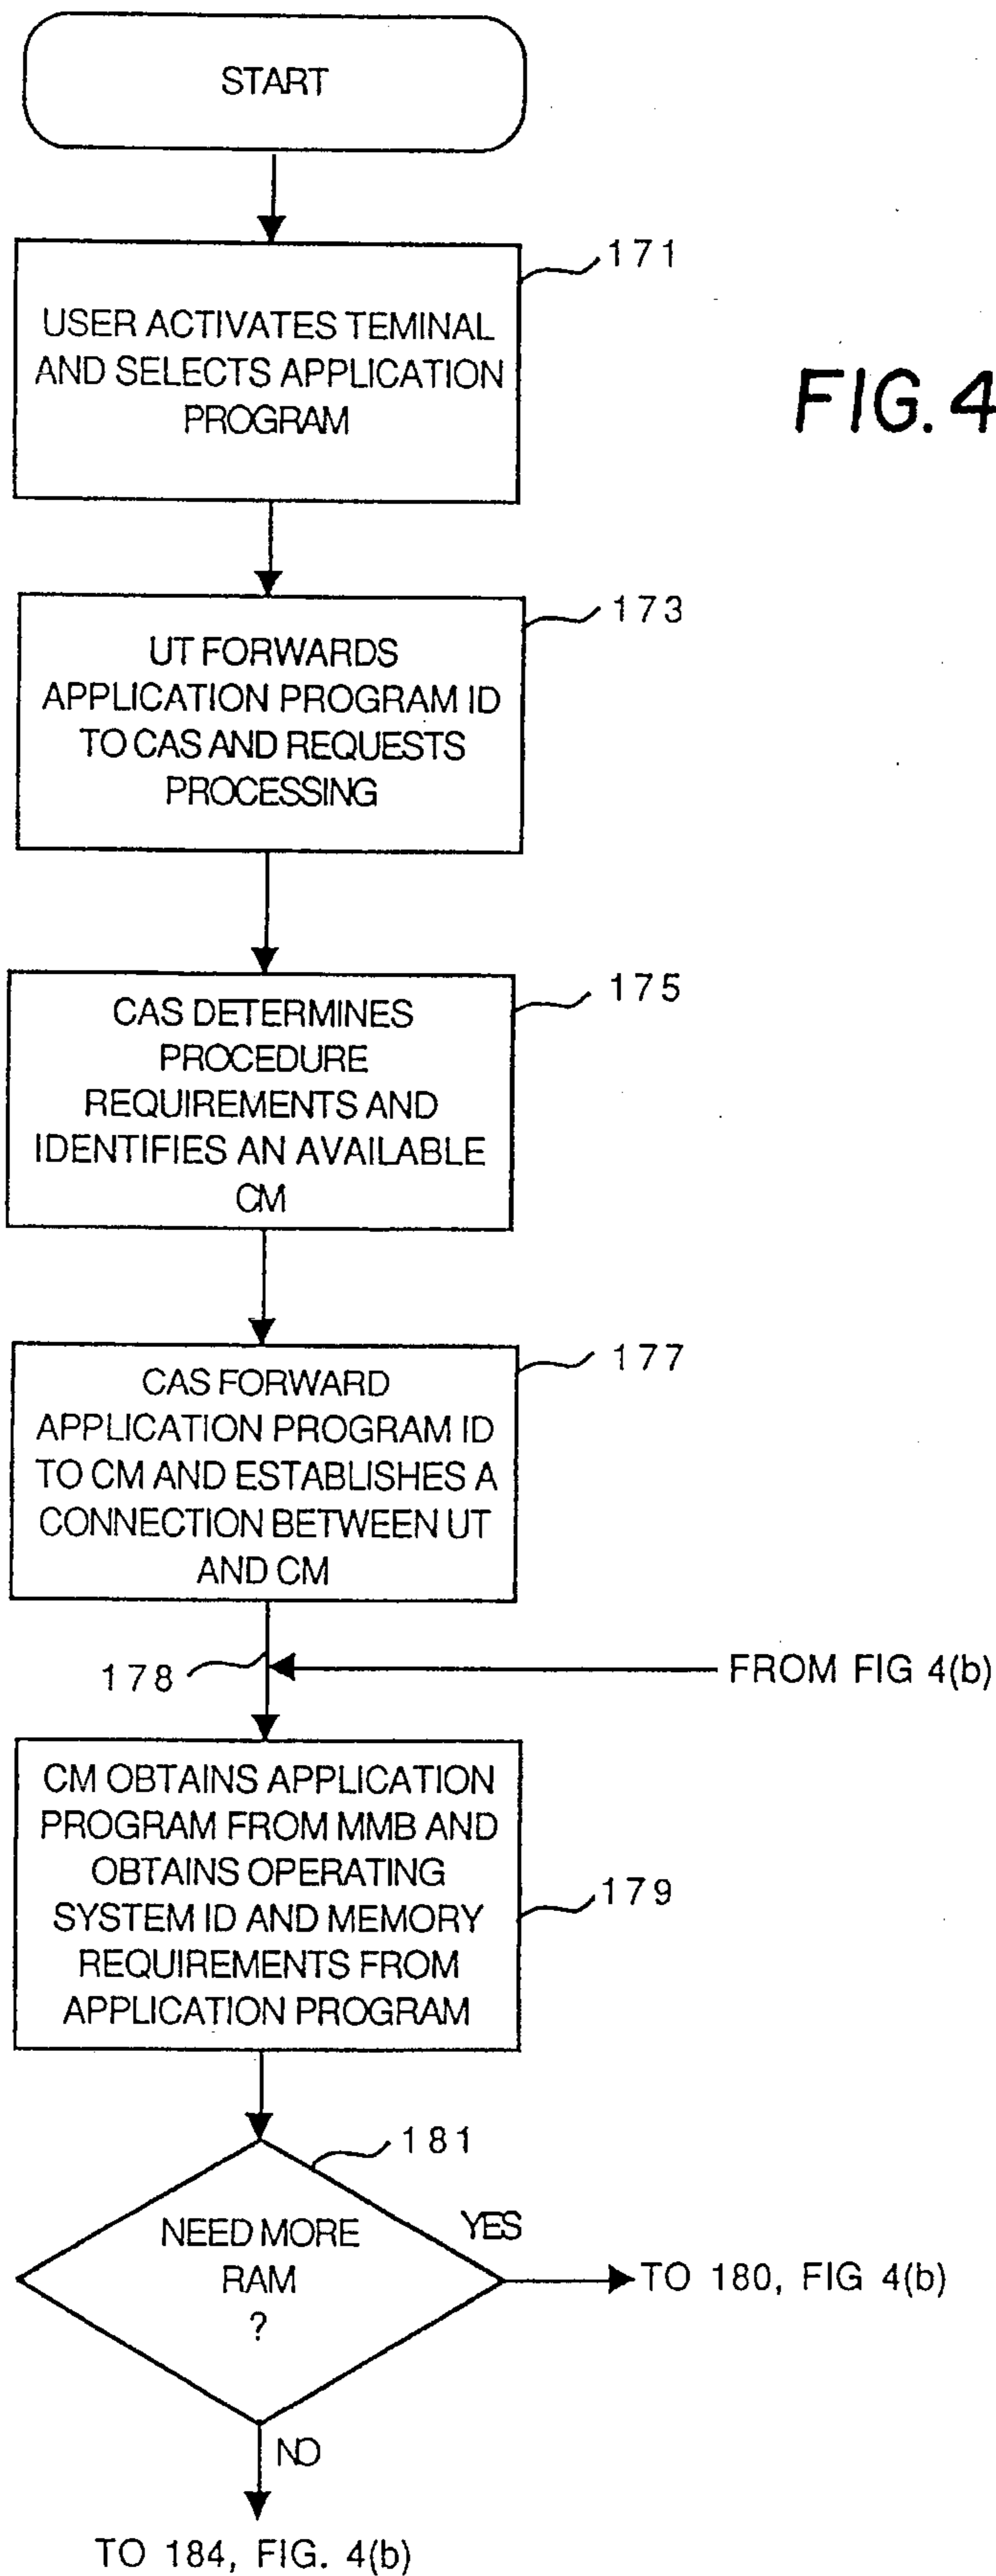 START
171
USER ACTIVATES TEMINAL
AND SELECTS APPLICATION
PROGRAM
FIG. 4
173
UT FORWARDS
APPLICATION PROGRAM ID
TO CAS AND REQUESTS
PROCESSING
175
CAS DETERMINES
PROCEDURE
REQUIREMENTS AND
IDENTIFIES AN AVAILABLE
CM
177
CAS FORWARD
APPLICATION PROGRAM ID
TO CM AND ESTABLISHES A
CONNECTION BETWEEN UT
AND CM
178
FROM FIG 4(b)
CM OBTAINS APPLICATION
PROGRAM FROM MMB AND
OBTAINS OPERATING
SYSTEM ID AND MEMORY
REQUIREMENTS FROM
APPLICATION PROGRAM
179
181
NEED MORE
RAM
?
YES
TO 180, FIG 4(b)
NO
TO 184, FIG. 4(b)